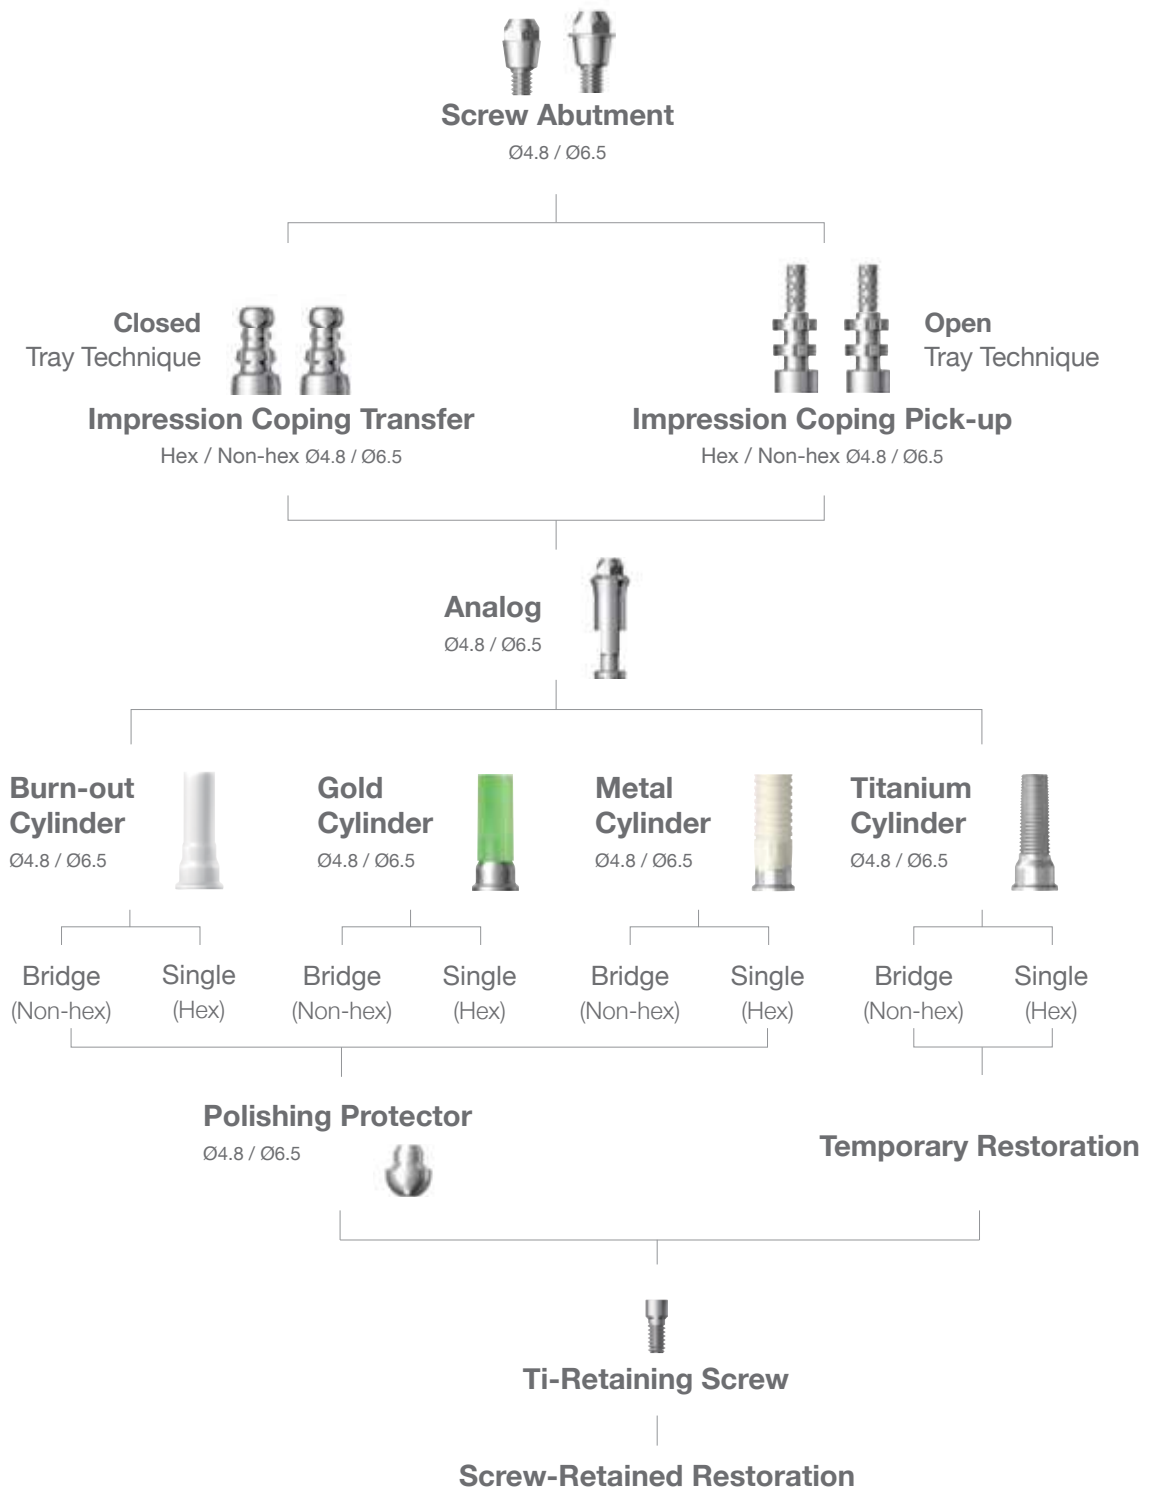 Screw Abutment
Ø4.8 / Ø6.5
Closed
Tray Technique
Impression Coping Transfer
Hex / Non-hex Ø4.8 / Ø6.5
Open
Tray Technique
Impression Coping Pick-up
Hex / Non-hex Ø4.8 / Ø6.5
Analog
Ø4.8 / Ø6.5
Burn-out
Cylinder
Ø4.8 / Ø6.5
Gold
Cylinder
Ø4.8 / Ø6.5
Metal
Cylinder
Ø4.8 / Ø6.5
Titanium
Cylinder
Ø4.8 / Ø6.5
Bridge
(Non-hex)
Single
(Hex)
Bridge
(Non-hex)
Single
(Hex)
Bridge
(Non-hex)
Single
(Hex)
Bridge
(Non-hex)
Single
(Hex)
Polishing Protector
Ø4.8 / Ø6.5
Temporary Restoration
Ti-Retaining Screw
Screw-Retained Restoration